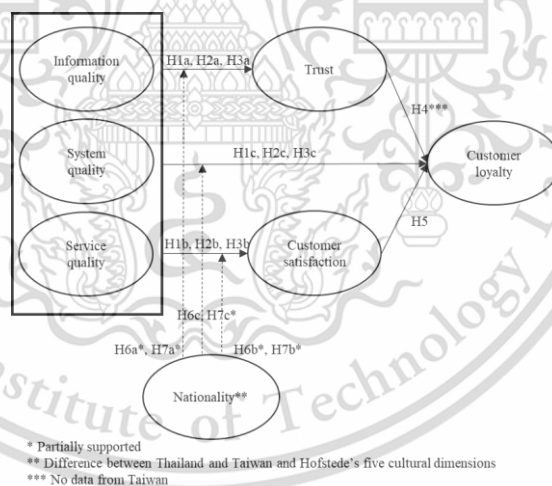 Information
quality
H1a, H2a, H3a
Trust
H4***
System
quality
H1c, H2c, H3c
Customer
loyalty
Service
quality
H1b, H2b, H3b
Customer
satisfaction
H5
H6c, H7c*
H6a*, H7a*
H6b*, H7b*
Nationality**
stitute of Technology L
* Partially supported
** Difference between Thailand and Taiwan and Hofstede's five cultural dimensions
*** No data from Taiwan